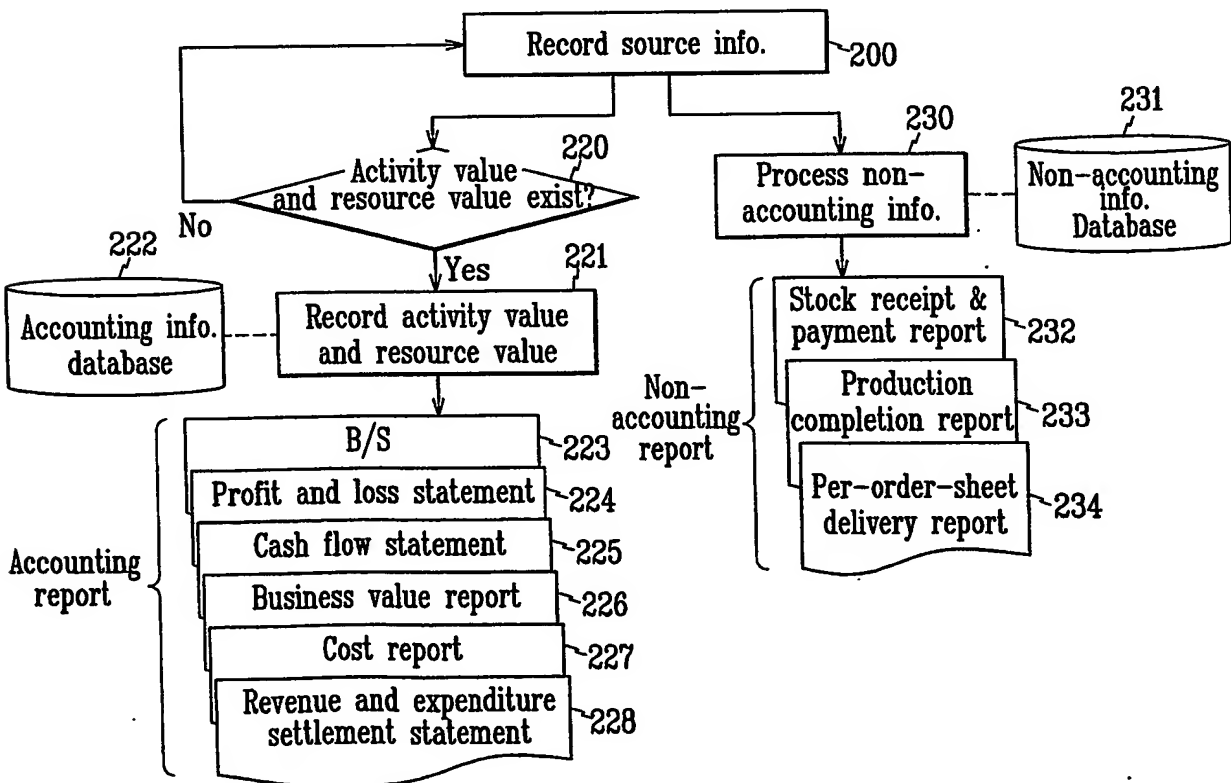 Record source info.
200
231
230
220
Activity value
and resource value exist?
Process non-
accounting info.
Non-accounting
info.
Database
No
222
Yes
221
Accounting info.
database
Record activity value
and resource value
Stock receipt &
payment report
232
Non-
accounting
report
Production
completion report
233
Per-order-sheet
delivery report
234
B/S
223
Profit and loss statement
224
Cash flow statement
225
Accounting
report
Business value report
226
Cost report
227
Revenue and expenditure
settlement statement
228